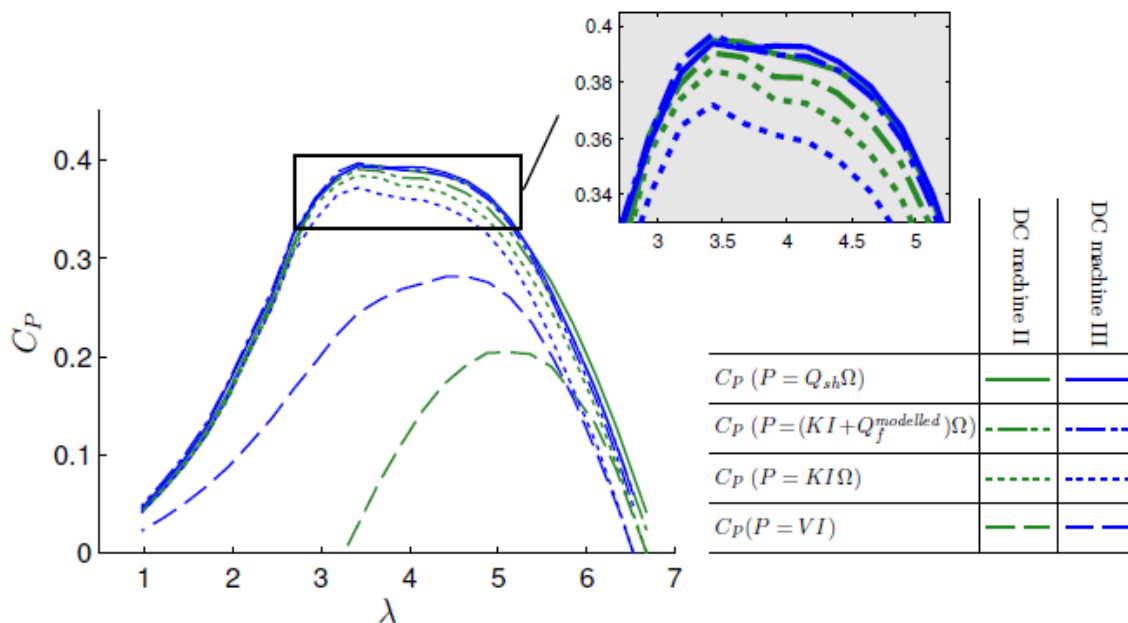 0.4
0.38
0.36
0.34
3
3.5
4
4.5
5
0.4
0.3
0.2
0.1
0
C_P
1
2
3
4
5
6
7
λ
DC machine II
DC machine III
C_P (P = Q_{sh}Ω)
C_P (P=(KI+Q_f^{modelled})Ω)
C_P (P = KIΩ)
C_P(P = VI)